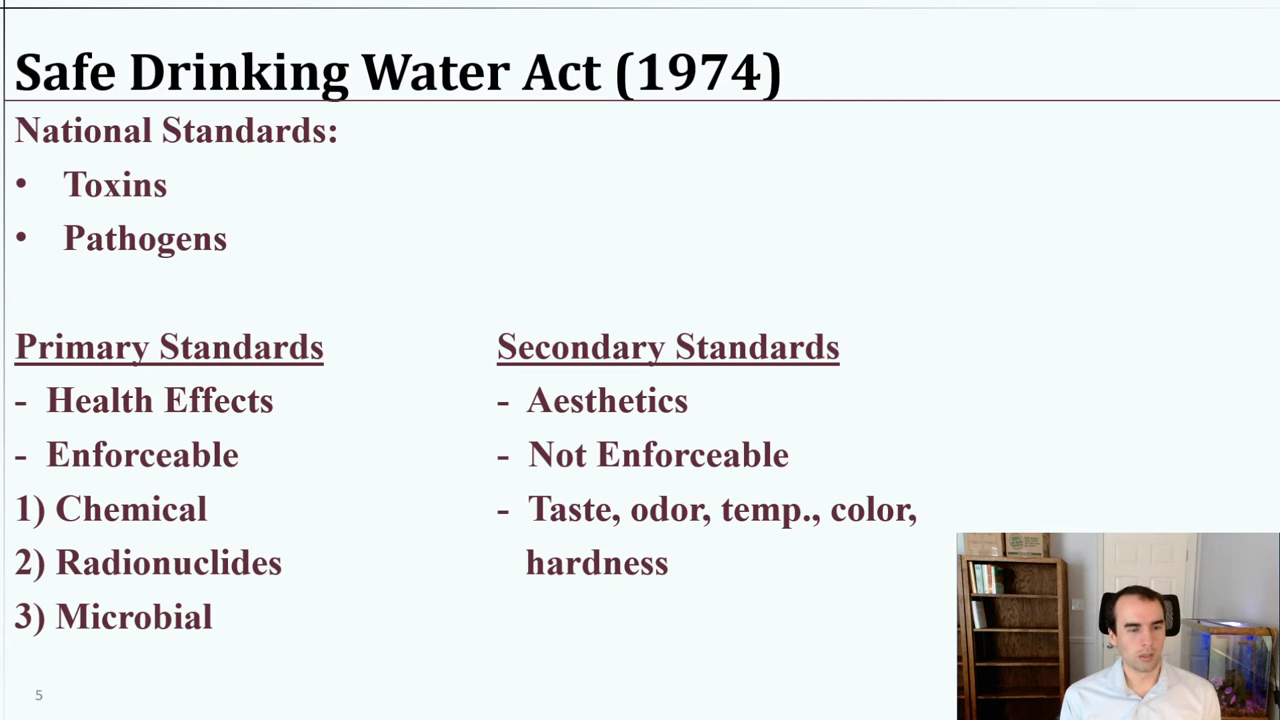 Safe Drinking Water Act (1974)
National Standards:
• Toxins
• Pathogens
Primary Standards
- Health Effects
- Enforceable
1) Chemical
2) Radionuclides
3) Microbial
Secondary Standards
- Aesthetics
- Not Enforceable
- Taste, odor, temp., color,
hardness
5